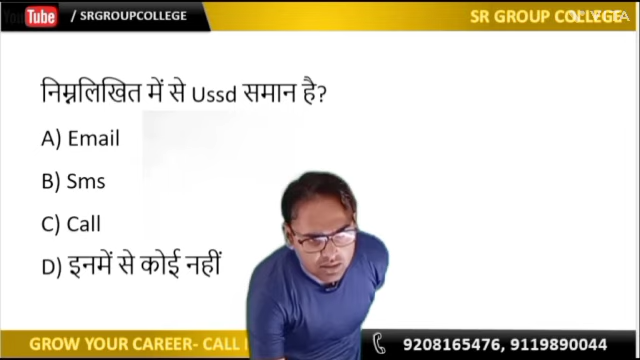 YouTube / SRGROUPCOLLEGE
SR GROUP COLLEGE
निम्नलिखित में से Ussd समान है?
A) Email
B) Sms
C) Call
D) इनमें से कोई नहीं
GROW YOUR CAREER- CALL
9208165476, 9119890044